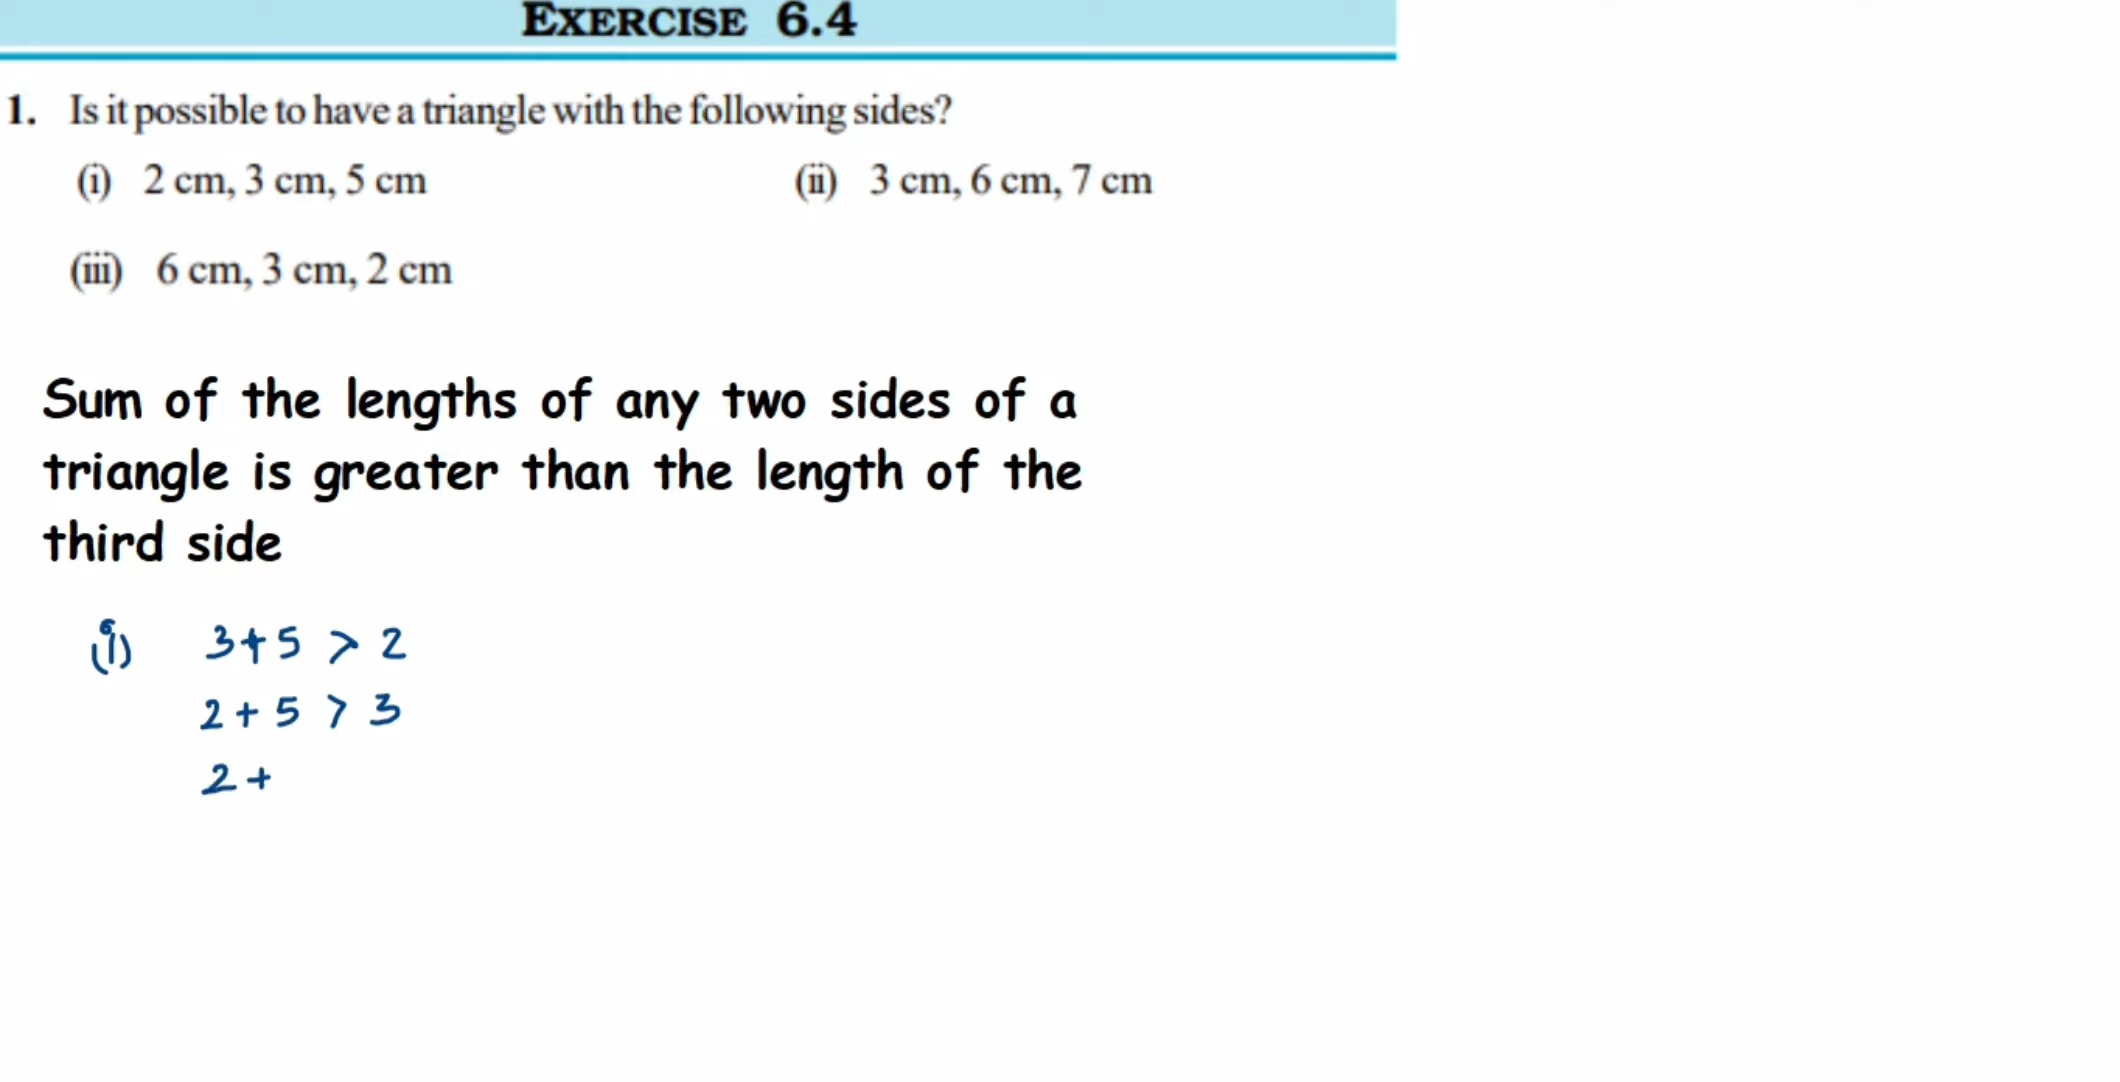 EXERCISE 6.4
1. Is it possible to have a triangle with the following sides?
(i) 2 cm, 3 cm, 5 cm (ii) 3 cm, 6 cm, 7 cm
(iii) 6 cm, 3 cm, 2 cm
Sum of the lengths of any two sides of a
triangle is greater than the length of the
third side
(i) 3+5 > 2
2 + 5 > 3
2 +